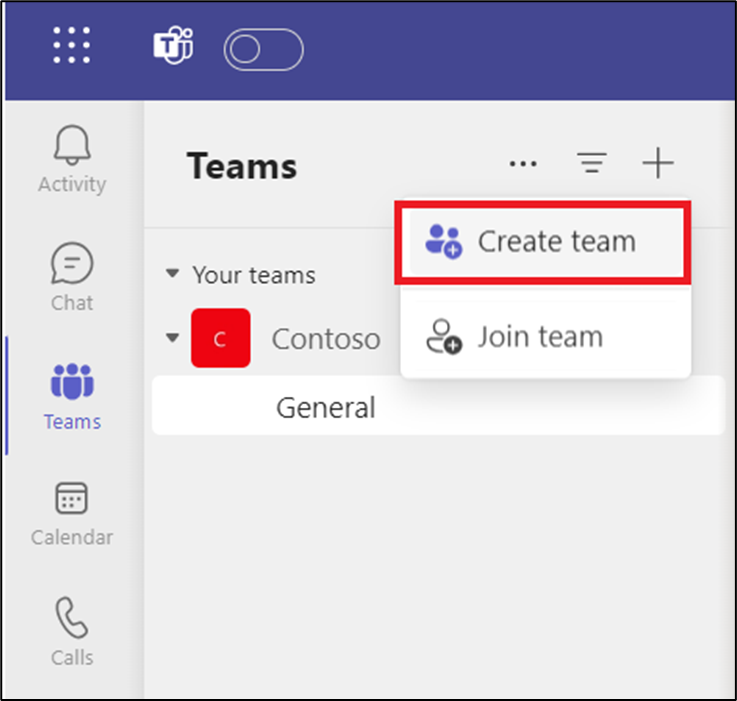 T
Activity
Chat
Teams
Calendar
Calls
Teams
Create team
Join team
Your teams
C Contoso
General